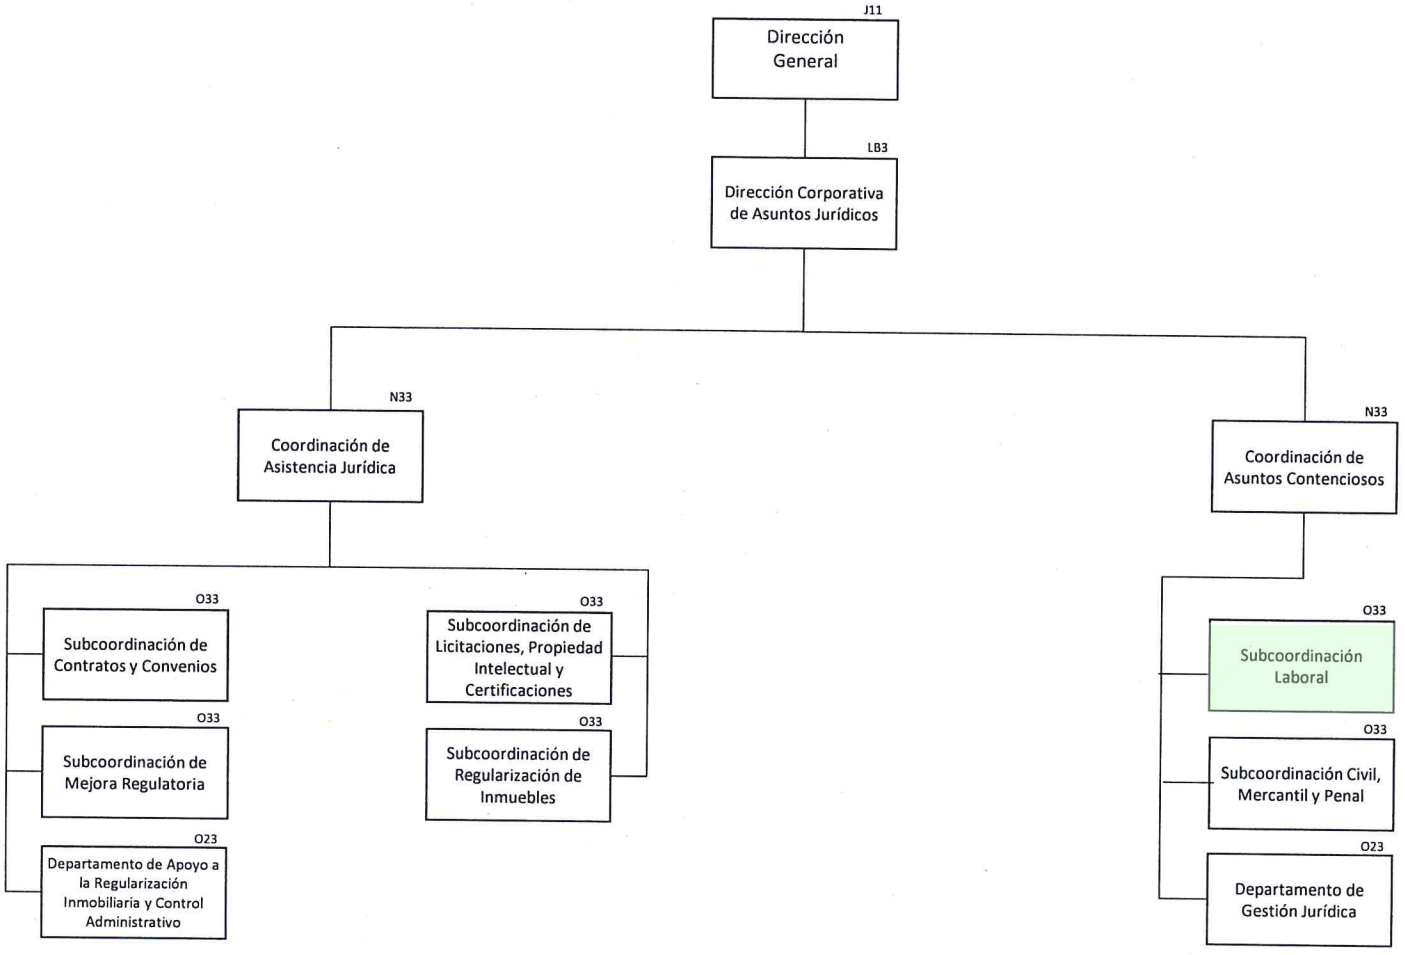 J11
Dirección
General
LB3
Dirección Corporativa
de Asuntos Jurídicos
N33
Coordinación de
Asistencia Jurídica
N33
Coordinación de
Asuntos Contenciosos
O33
Subcoordinación de
Contratos y Convenios
O33
Subcoordinación de
Mejora Regulatoria
O23
Departamento de Apoyo a
la Regularización
Inmobiliaria y Control
Administrativo
O33
Subcoordinación de
Licitaciones, Propiedad
Intelectual y
Certificaciones
O33
Subcoordinación de
Regularización de
Inmuebles
O33
Subcoordinación
Laboral
O33
Subcoordinación Civil,
Mercantil y Penal
O23
Departamento de
Gestión Jurídica